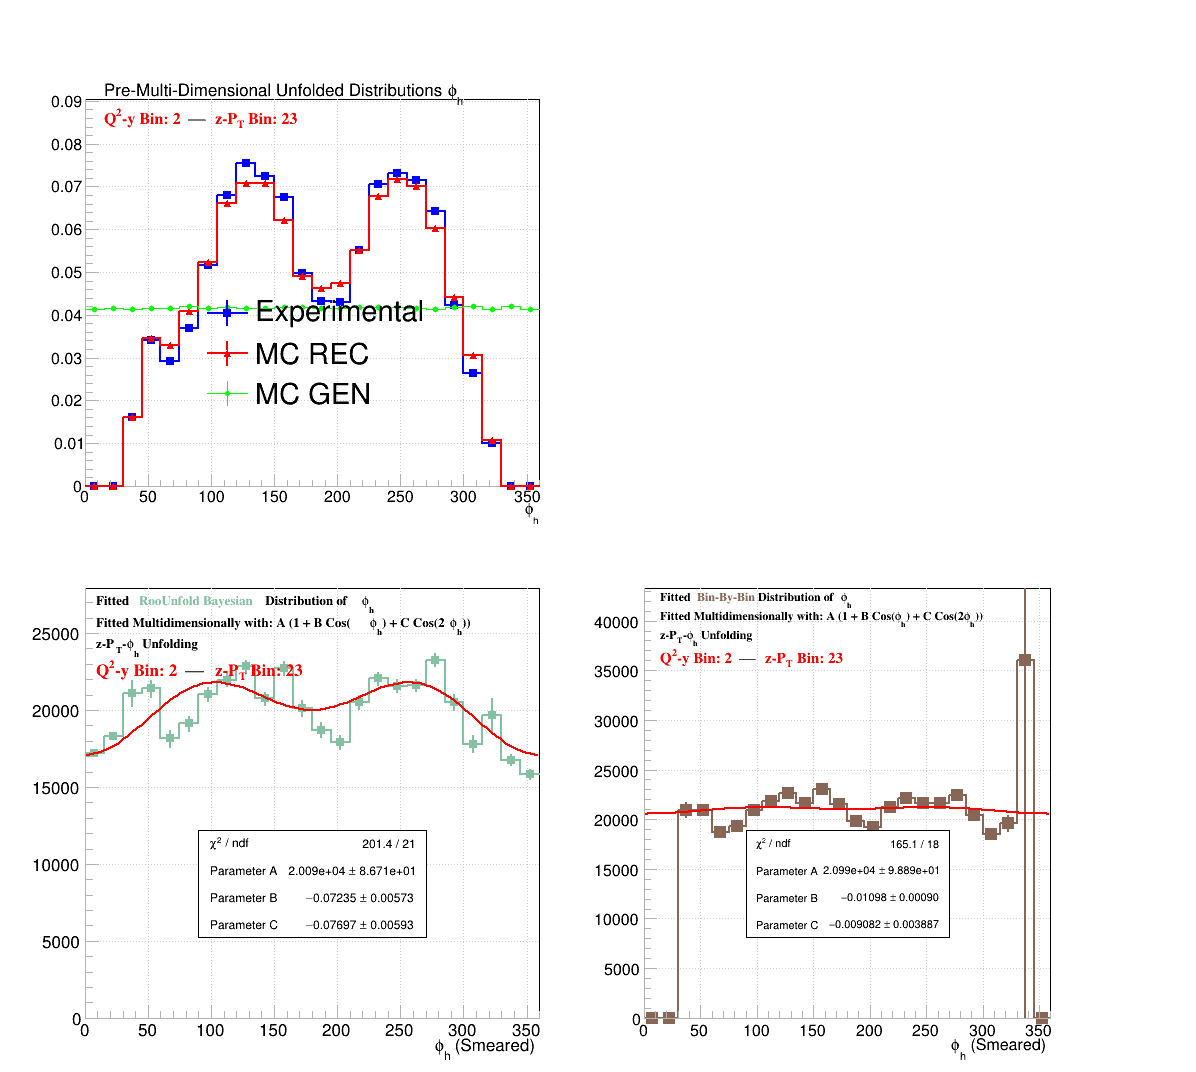 Pre-Multi-Dimensional Unfolded Distributions ϕh
Q²-y Bin: 2 — z-PT Bin: 23
0.09
0.08
0.07
0.06
0.05
0.04
0.03
0.02
0.01
0
Experimental
MC REC
MC GEN
0 50 100 150 200 250 300 350
ϕh
Fitted RooUnfold Bayesian Distribution of ϕh
Fitted Multidimensionally with: A (1 + B Cos( ϕh) + C Cos(2 ϕh))
z-PT-ϕh Unfolding
Q²-y Bin: 2 — z-PT Bin: 23
25000
20000
15000
10000
5000
0
χ² / ndf 201.4 / 21
Parameter A 2.009e+04 ± 8.671e+01
Parameter B −0.07235 ± 0.00573
Parameter C −0.07697 ± 0.00593
0 50 100 150 200 250 300 350
ϕh (Smeared)
Fitted Bin-By-Bin Distribution of ϕh
Fitted Multidimensionally with: A (1 + B Cos(ϕh) + C Cos(2ϕh))
z-PT-ϕh Unfolding
Q²-y Bin: 2 — z-PT Bin: 23
40000
35000
30000
25000
20000
15000
10000
5000
0
χ² / ndf 165.1 / 18
Parameter A 2.099e+04 ± 9.889e+01
Parameter B −0.01098 ± 0.00090
Parameter C −0.009082 ± 0.003887
0 50 100 150 200 250 300 350
ϕh (Smeared)